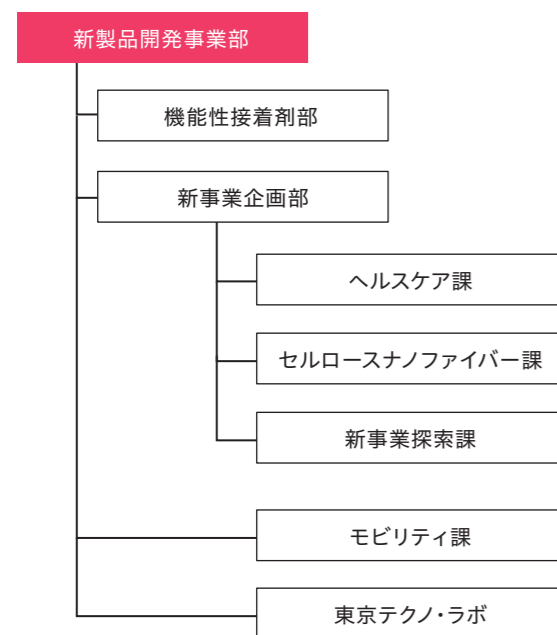 新製品開発事業部
機能性接着剤部
新事業企画部
ヘルスケア課
セルロースナノファイバー課
新事業探索課
モビリティ課
東京テクノ・ラボ